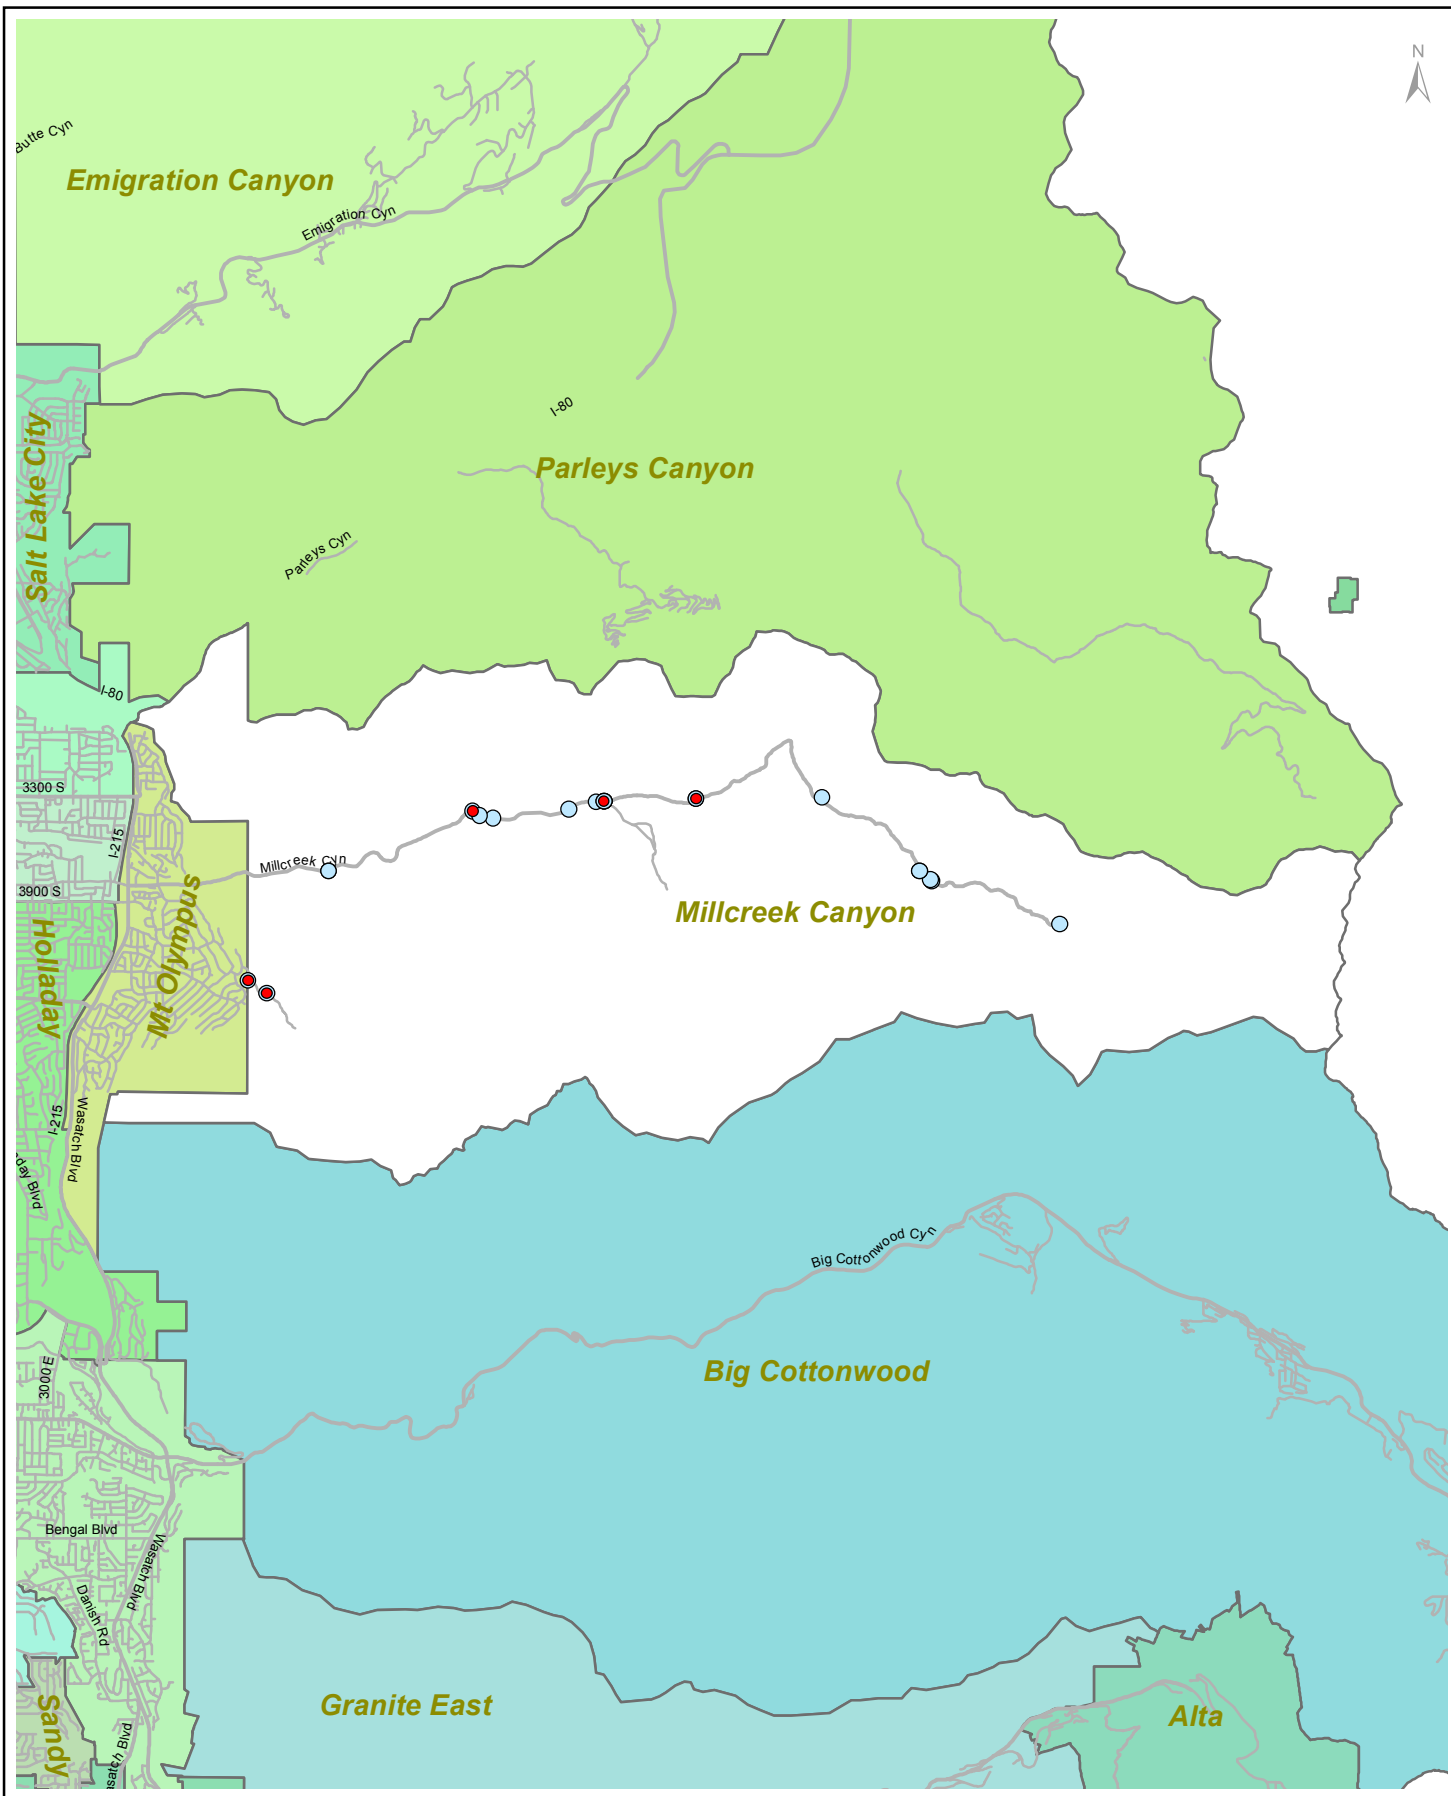 N
Butte Cyn
Emigration Canyon
Emigration Cyn
I-80
Salt Lake City
Parleys Canyon
Parleys Cyn
I-80
3300 S
I-215
Millcreek Cyn
3900 S
Millcreek Canyon
Holladay
Mt Olympus
I-215
Wasatch Blvd
day Blvd
Big Cottonwood Cyn
3000 E
Big Cottonwood
Bengal Blvd
Wasatch Blvd
Danish Rd
Granite East
Sandy
Alta
asatch Blvd